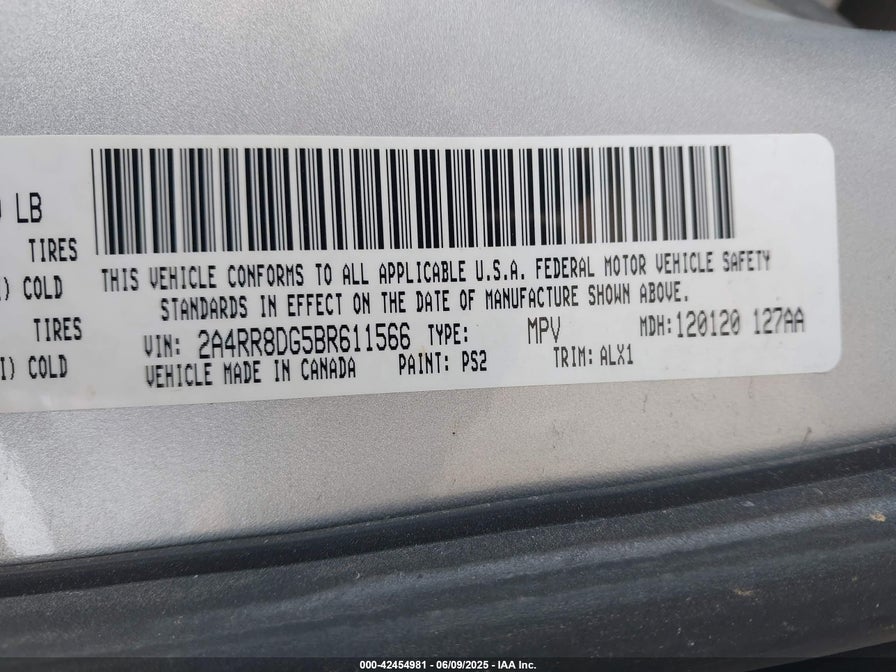 LB
TIRES
COLD
TIRES
COLD
THIS VEHICLE CONFORMS TO ALL APPLICABLE U.S.A. FEDERAL MOTOR VEHICLE SAFETY
STANDARDS IN EFFECT ON THE DATE OF MANUFACTURE SHOWN ABOVE.
VIN: 2A4RR8DG5BR611566 TYPE: MPV MDH: 120120 127AA
VEHICLE MADE IN CANADA PAINT: PS2 TRIM: ALX1
000-42454981 - 06/09/2025 - IAA Inc.